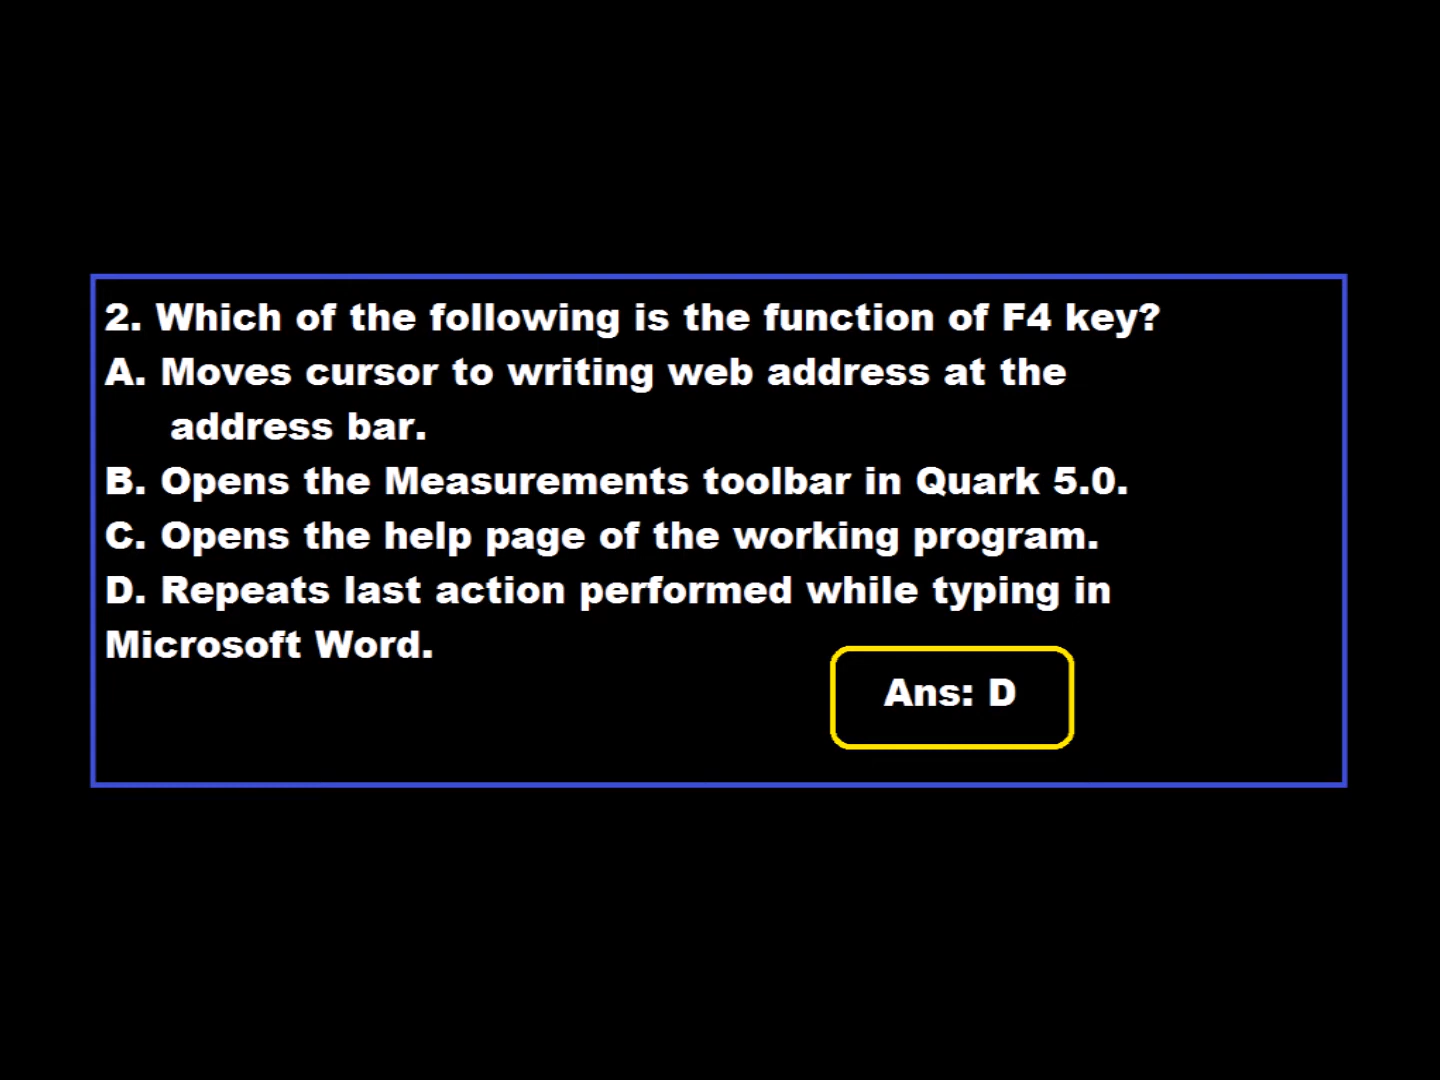 2. Which of the following is the function of F4 key?
A. Moves cursor to writing web address at the
address bar.
B. Opens the Measurements toolbar in Quark 5.0.
C. Opens the help page of the working program.
D. Repeats last action performed while typing in
Microsoft Word.
Ans: D